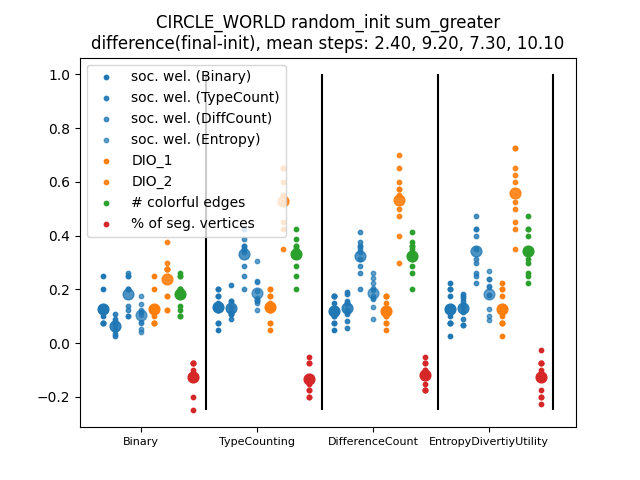 CIRCLE_WORLD random_init sum_greater
difference(final-init), mean steps: 2.40, 9.20, 7.30, 10.10
1.0
0.8
0.6
0.4
0.2
0.0
−0.2
soc. wel. (Binary)
soc. wel. (TypeCount)
soc. wel. (DiffCount)
soc. wel. (Entropy)
DIO_1
DIO_2
# colorful edges
% of seg. vertices
Binary
TypeCounting
DifferenceCount
EntropyDivertiyUtility